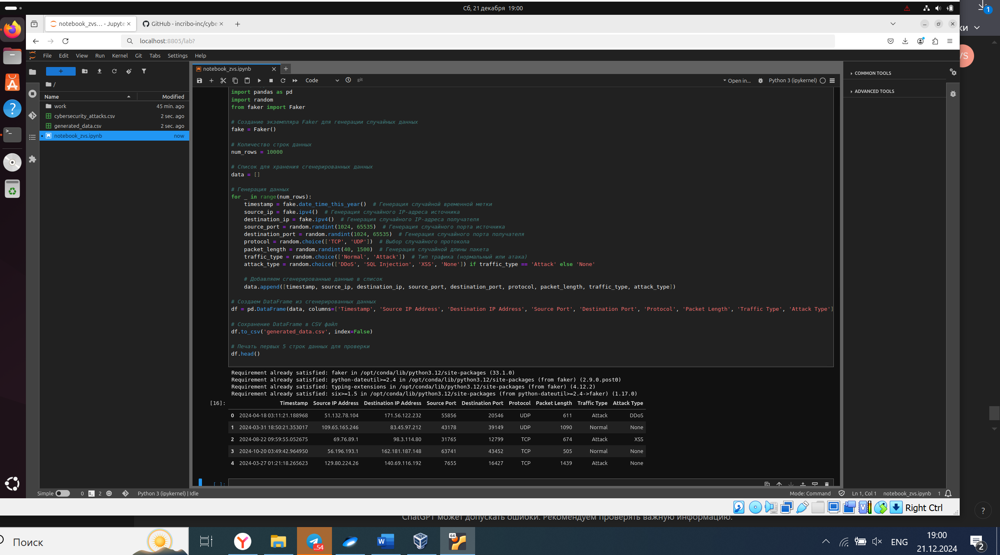 Сб, 21 декабря 19:00
1
notebook_zvs… - Jupyte
GitHub - incribo-inc/cybe
ки
localhost:8805/lab?
File Edit View Run Kernel Git Tabs Settings Help
notebook_zvs.ipynb
COMMON TOOLS
Code
git
Open in...
Python 3 (ipykernel)
/
ADVANCED TOOLS
Name Modified
work 45 min. ago
cybersecurity_attacks.csv 2 sec. ago
generated_data.csv 2 sec. ago
notebook_zvs.ipynb now
import pandas as pd
import random
from faker import Faker
# Создание экземпляра Faker для генерации случайных данных
fake = Faker()
# Количество строк данных
num_rows = 10000
# Список для хранения сгенерированных данных
data = []
# Генерация данных
for _ in range(num_rows):
timestamp = fake.date_time_this_year() # Генерация случайной временной метки
source_ip = fake.ipv4() # Генерация случайного IP-адреса источника
destination_ip = fake.ipv4() # Генерация случайного IP-адреса получателя
source_port = random.randint(1024, 65535) # Генерация случайного порта источника
destination_port = random.randint(1024, 65535) # Генерация случайного порта получателя
protocol = random.choice(['TCP', 'UDP']) # Выбор случайного протокола
packet_length = random.randint(40, 1500) # Генерация случайной длины пакета
traffic_type = random.choice(['Normal', 'Attack']) # Тип трафика (нормальный или атака)
attack_type = random.choice(['DDoS', 'SQL Injection', 'XSS', 'None']) if traffic_type == 'Attack' else 'None'
# Добавляем сгенерированные данные в список
data.append([timestamp, source_ip, destination_ip, source_port, destination_port, protocol, packet_length, traffic_type, attack_type])
# Создаем DataFrame из сгенерированных данных
df = pd.DataFrame(data, columns=['Timestamp', 'Source IP Address', 'Destination IP Address', 'Source Port', 'Destination Port', 'Protocol', 'Packet Length', 'Traffic Type', 'Attack Type']
# Сохранение DataFrame в CSV файл
df.to_csv('generated_data.csv', index=False)
# Печать первых 5 строк данных для проверки
df.head()
Requirement already satisfied: faker in /opt/conda/lib/python3.12/site-packages (33.1.0)
Requirement already satisfied: python-dateutil>=2.4 in /opt/conda/lib/python3.12/site-packages (from faker) (2.9.0.post0)
Requirement already satisfied: typing-extensions in /opt/conda/lib/python3.12/site-packages (from faker) (4.12.2)
Requirement already satisfied: six>=1.5 in /opt/conda/lib/python3.12/site-packages (from python-dateutil>=2.4->faker) (1.17.0)
[16]:
Timestamp Source IP Address Destination IP Address Source Port Destination Port Protocol Packet Length Traffic Type Attack Type
0 2024-04-18 03:11:21.188968 51.132.78.104 171.56.122.232 55856 20546 UDP 611 Attack DDoS
1 2024-03-31 18:50:21.353017 109.65.165.246 83.45.97.212 43178 39149 UDP 1090 Normal None
2 2024-08-22 09:59:55.052675 69.76.89.1 98.3.114.80 31765 12799 TCP 674 Attack XSS
3 2024-10-20 03:49:42.964950 56.196.193.1 162.181.187.148 63741 43452 TCP 505 Normal None
4 2024-03-27 01:21:18.265623 129.80.224.26 140.69.116.192 7655 16427 TCP 1439 Attack None
[ ]:
Simple 0 2 Python 3 (ipykernel) | Idle
Mode: Command Ln 1, Col 1 notebook_zvs.ipynb 1
Right Ctrl
ChatGPT может допускать ошибки. Рекомендуем проверять важную информацию.
?
Поиск
..54
64
ENG
19:00
21.12.2024
2